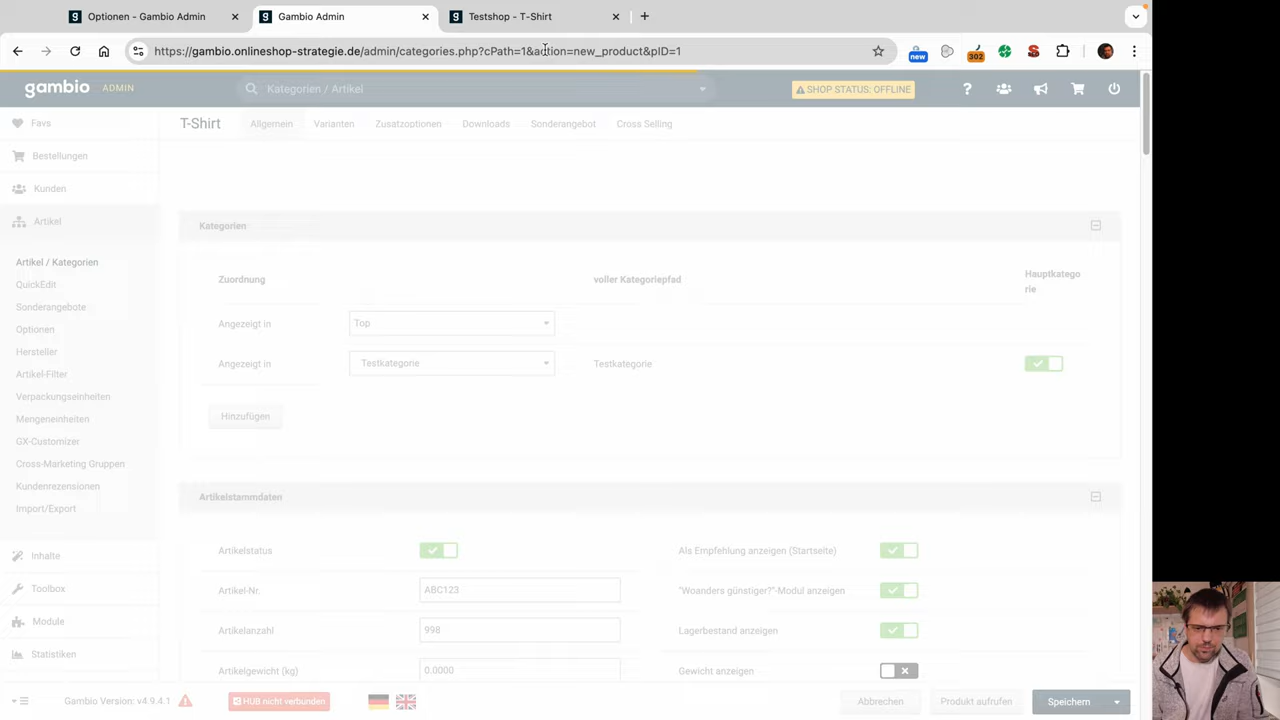 Optionen - Gambio Admin
Gambio Admin
Testshop - T-Shirt
https://gambio.onlineshop-strategie.de/admin/categories.php?cPath=1&action=new_product&pID=1
new
302
gambio ADMIN
Kategorien / Artikel
SHOP STATUS: OFFLINE
Favs
Bestellungen
Kunden
Artikel
Artikel / Kategorien
QuickEdit
Sonderangebote
Optionen
Hersteller
Artikel-Filter
Verpackungseinheiten
Mengeneinheiten
GX-Customizer
Cross-Marketing Gruppen
Kundenrezensionen
Import/Export
Inhalte
Toolbox
Module
Statistiken
T-Shirt
Allgemein
Varianten
Zusatzoptionen
Downloads
Sonderangebot
Cross Selling
Kategorien
Zuordnung
voller Kategoriepfad
Hauptkatego
rie
Angezeigt in
Top
Angezeigt in
Testkategorie
Testkategorie
Hinzufügen
Artikelstammdaten
Artikelstatus
Als Empfehlung anzeigen (Startseite)
Artikel-Nr.
ABC123
"Woanders günstiger?"-Modul anzeigen
Artikelanzahl
998
Lagerbestand anzeigen
Artikelgewicht (kg)
0.0000
Gewicht anzeigen
Gambio Version: v4.9.4.1
HUB nicht verbunden
Abbrechen
Produkt aufrufen
Speichern